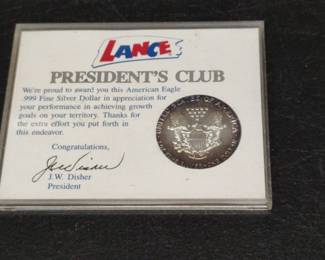 LANCE
PRESIDENT'S CLUB
We're proud to award you this American Eagle
.999 Fine Silver Dollar in appreciation for
your performance in achieving growth
goals on your territory. Thanks for
the extra effort you put forth in
this endeavor.
Congratulations,
J.W. Disher
J.W. Disher
President
UNITED STATES OF AMERICA